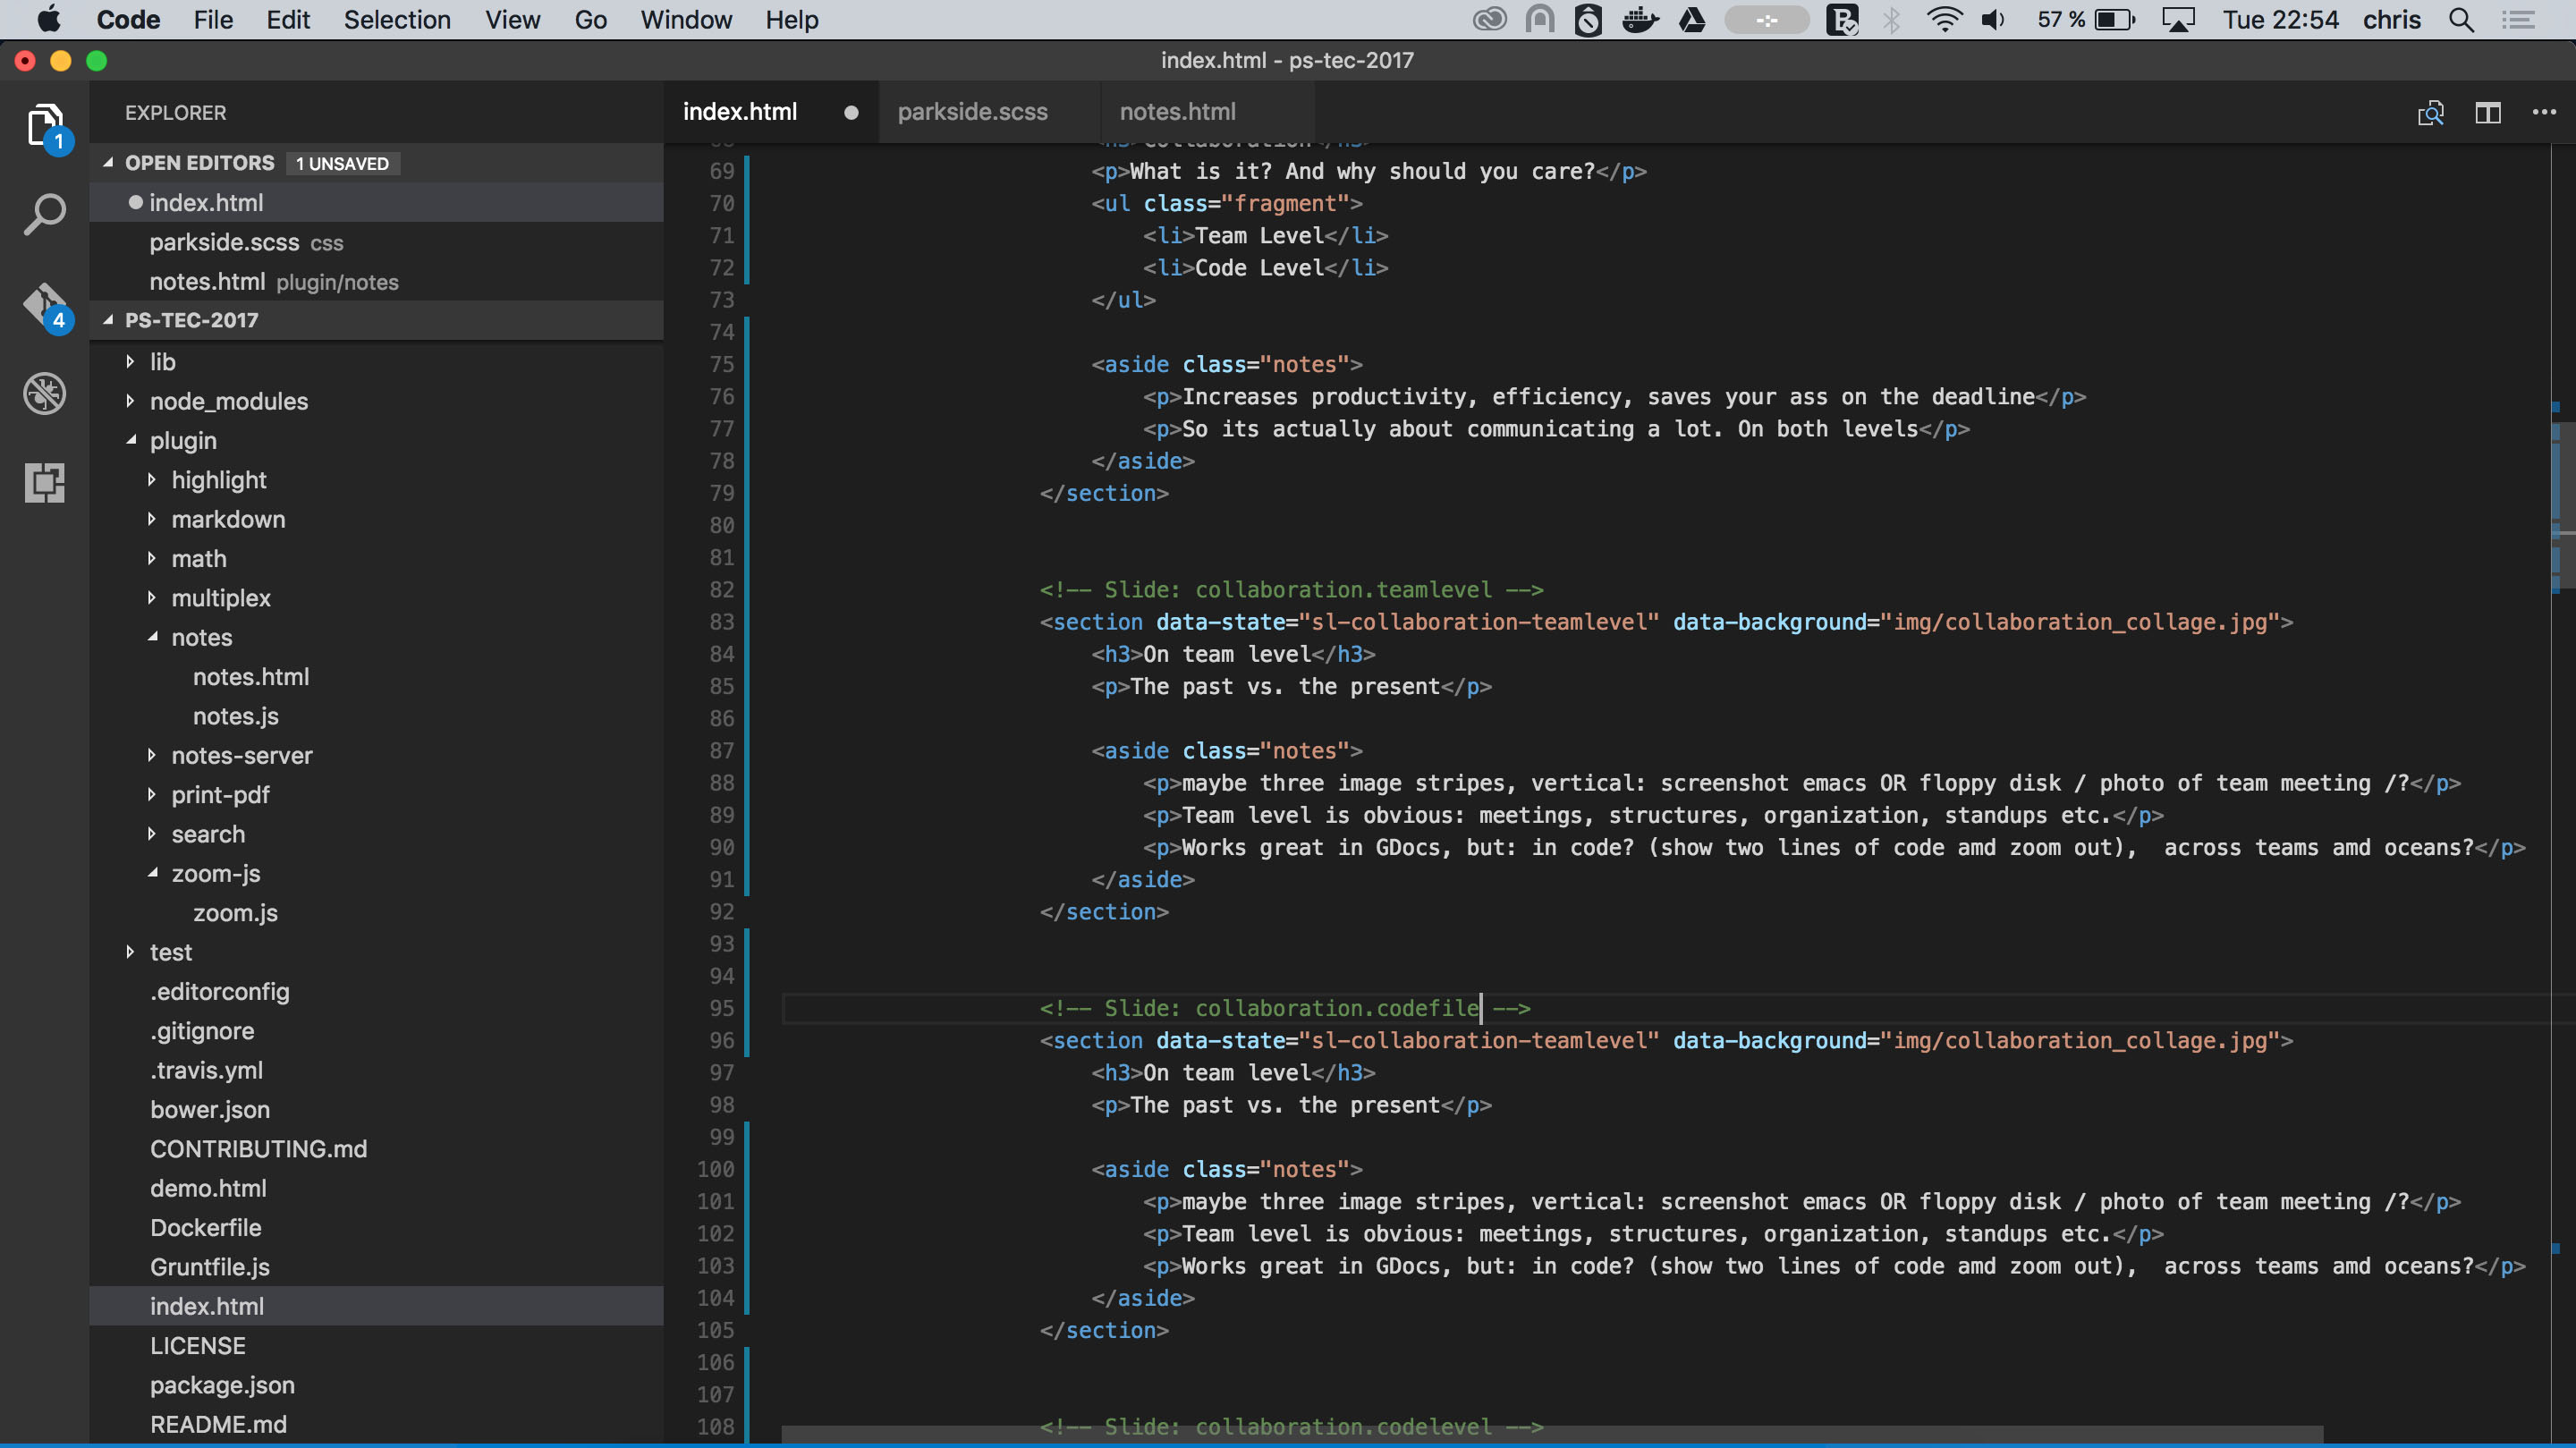 Code File Edit Selection View Go Window Help 57 % Tue 22:54 chris
index.html - ps-tec-2017
EXPLORER
1
4
OPEN EDITORS 1 UNSAVED
index.html
parkside.scss css
notes.html plugin/notes
PS-TEC-2017
lib
node_modules
plugin
highlight
markdown
math
multiplex
notes
notes.html
notes.js
notes-server
print-pdf
search
zoom-js
zoom.js
test
.editorconfig
.gitignore
.travis.yml
bower.json
CONTRIBUTING.md
demo.html
Dockerfile
Gruntfile.js
index.html
LICENSE
package.json
README.md
index.html parkside.scss notes.html
68 <h3>Collaboration</h3>
69 <p>What is it? And why should you care?</p>
70 <ul class="fragment">
71 <li>Team Level</li>
72 <li>Code Level</li>
73 </ul>
74
75 <aside class="notes">
76 <p>Increases productivity, efficiency, saves your ass on the deadline</p>
77 <p>So its actually about communicating a lot. On both levels</p>
78 </aside>
79 </section>
80
81
82 <!-- Slide: collaboration.teamlevel -->
83 <section data-state="sl-collaboration-teamlevel" data-background="img/collaboration_collage.jpg">
84 <h3>On team level</h3>
85 <p>The past vs. the present</p>
86
87 <aside class="notes">
88 <p>maybe three image stripes, vertical: screenshot emacs OR floppy disk / photo of team meeting /?</p>
89 <p>Team level is obvious: meetings, structures, organization, standups etc.</p>
90 <p>Works great in GDocs, but: in code? (show two lines of code amd zoom out),  across teams amd oceans?</p>
91 </aside>
92 </section>
93
94
95 <!-- Slide: collaboration.codefile -->
96 <section data-state="sl-collaboration-teamlevel" data-background="img/collaboration_collage.jpg">
97 <h3>On team level</h3>
98 <p>The past vs. the present</p>
99
100 <aside class="notes">
101 <p>maybe three image stripes, vertical: screenshot emacs OR floppy disk / photo of team meeting /?</p>
102 <p>Team level is obvious: meetings, structures, organization, standups etc.</p>
103 <p>Works great in GDocs, but: in code? (show two lines of code amd zoom out),  across teams amd oceans?</p>
104 </aside>
105 </section>
106
107
108 <!-- Slide: collaboration.codelevel -->